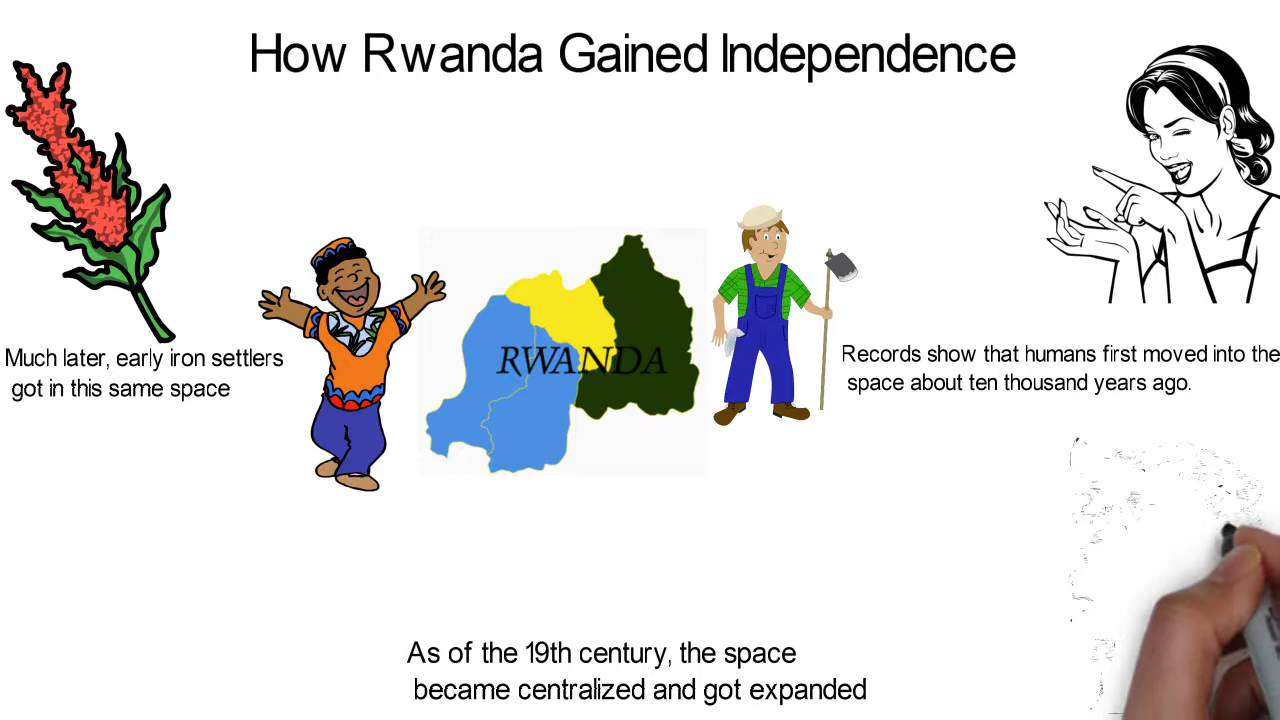 How Rwanda Gained Independence
RWANDA
Much later, early iron settlers
got in this same space
Records show that humans first moved into the
space about ten thousand years ago.
As of the 19th century, the space
became centralized and got expanded